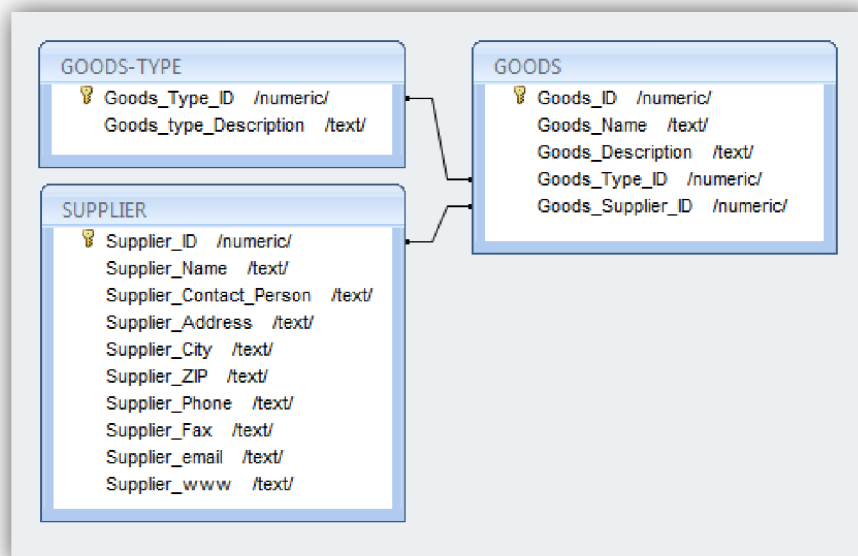 GOODS-TYPE
Goods_Type_ID /numeric/
Goods_type_Description /text/
SUPPLIER
Supplier_ID /numeric/
Supplier_Name /text/
Supplier_Contact_Person /text/
Supplier_Address /text/
Supplier_City /text/
Supplier_ZIP /text/
Supplier_Phone /text/
Supplier_Fax /text/
Supplier_email /text/
Supplier_www /text/
GOODS
Goods_ID /numeric/
Goods_Name /text/
Goods_Description /text/
Goods_Type_ID /numeric/
Goods_Supplier_ID /numeric/